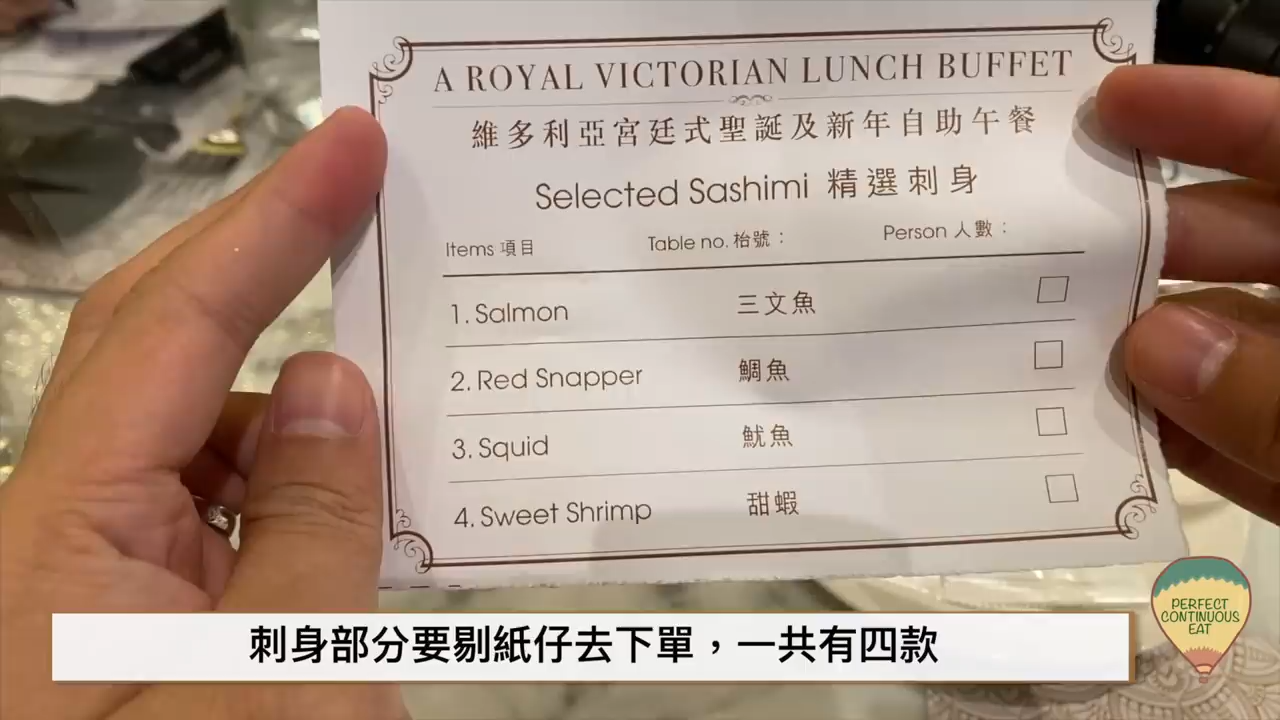 A ROYAL VICTORIAN LUNCH BUFFET
維多利亞宮廷式聖誕及新年自助午餐
Selected Sashimi 精選刺身
Items 項目 Table no. 枱號： Person 人數：
1. Salmon 三文魚
2. Red Snapper 鯛魚
3. Squid 魷魚
4. Sweet Shrimp 甜蝦
刺身部分要剔紙仔去下單，一共有四款
PERFECT
CONTINUOUS
EAT